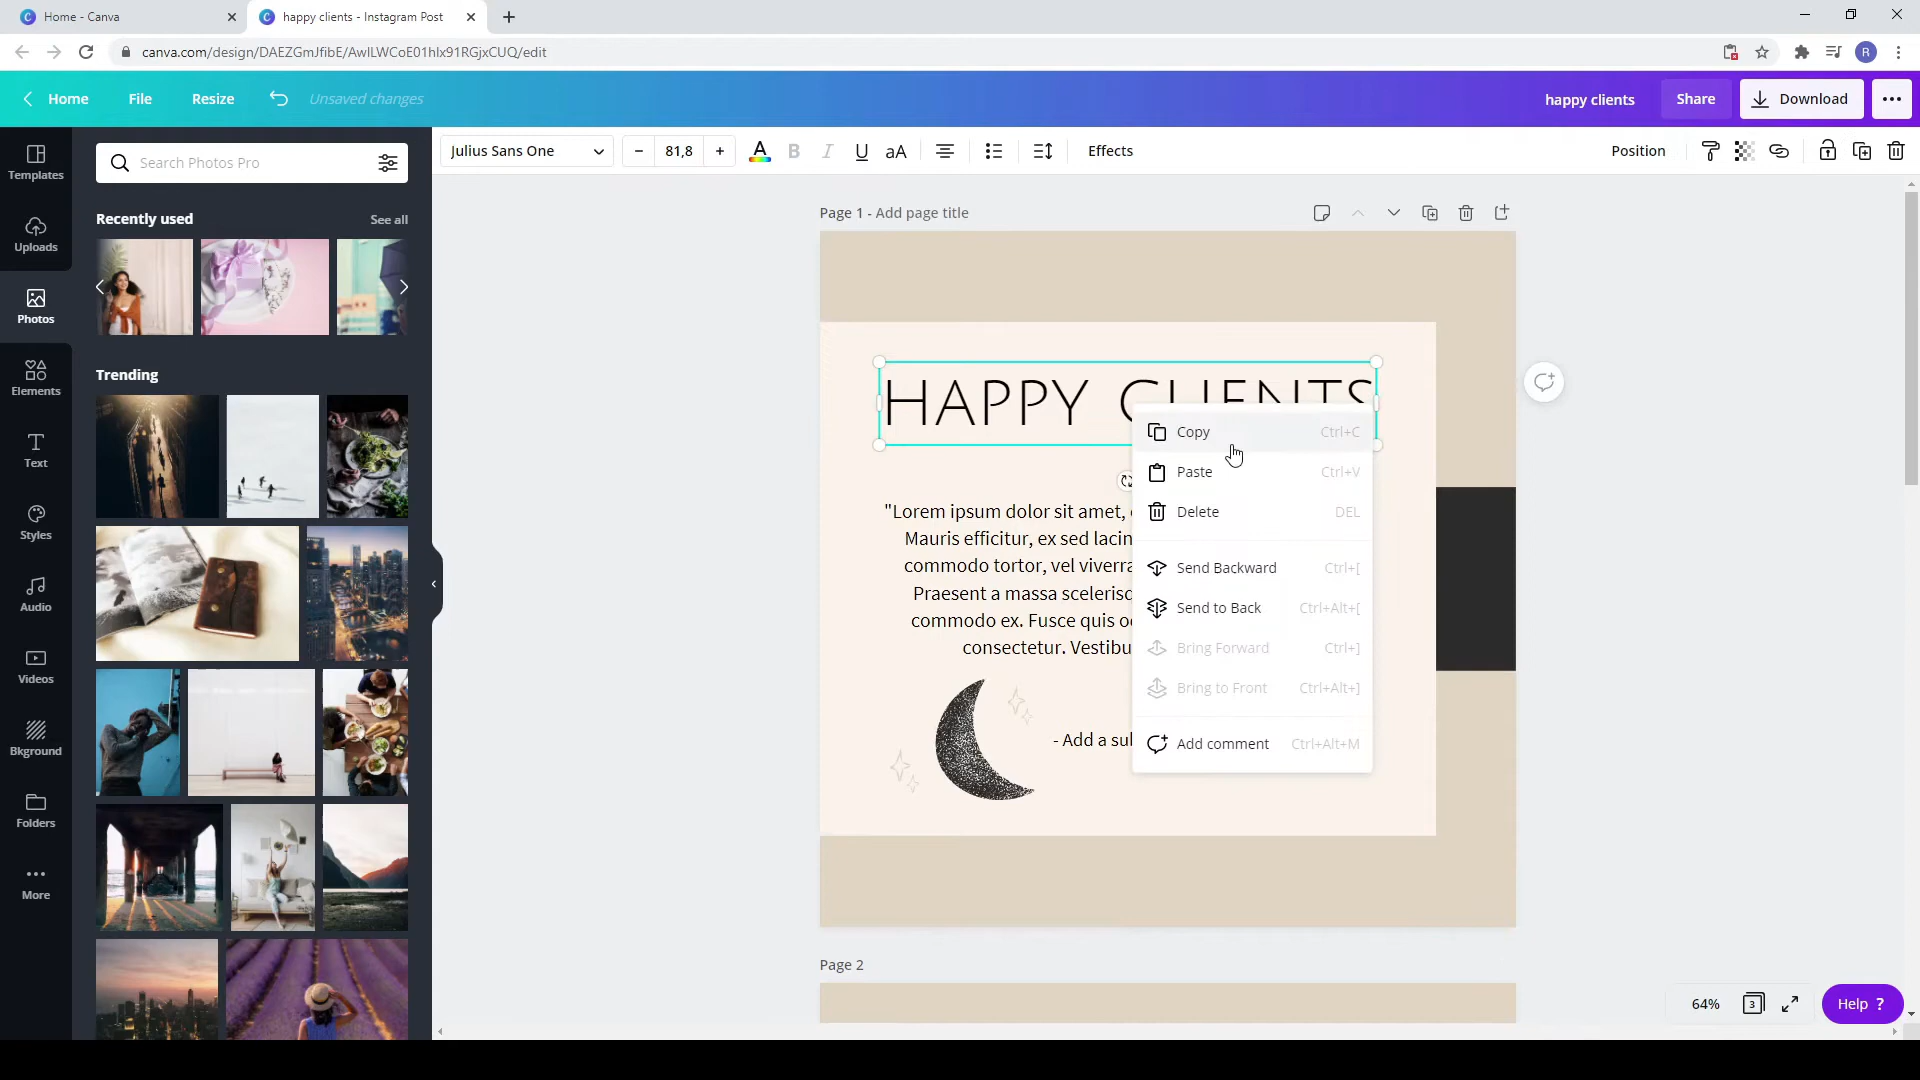 Home - Canva
happy clients - Instagram Post
canva.com/design/DAEZGmJfibE/AwILWCoE01hIx91RGjxCUQ/edit
R
Home
File
Resize
Unsaved changes
happy clients
Share
Download
Julius Sans One
81,8
A
B
I
U
aA
Effects
Position
Templates
Uploads
Photos
Elements
Text
Styles
Audio
Videos
Bkground
Folders
More
Search Photos Pro
Recently used
See all
Trending
Page 1 - Add page title
HAPPY CLIENTS
"Lorem ipsum dolor sit amet,
Mauris efficitur, ex sed lacin
commodo tortor, vel viverra
Praesent a massa scelerisq
commodo ex. Fusce quis o
consectetur. Vestibu
- Add a su
Copy Ctrl+C
Paste Ctrl+V
Delete DEL
Send Backward Ctrl+[
Send to Back Ctrl+Alt+[
Bring Forward Ctrl+]
Bring to Front Ctrl+Alt+]
Add comment Ctrl+Alt+M
Page 2
64%
3
Help ?